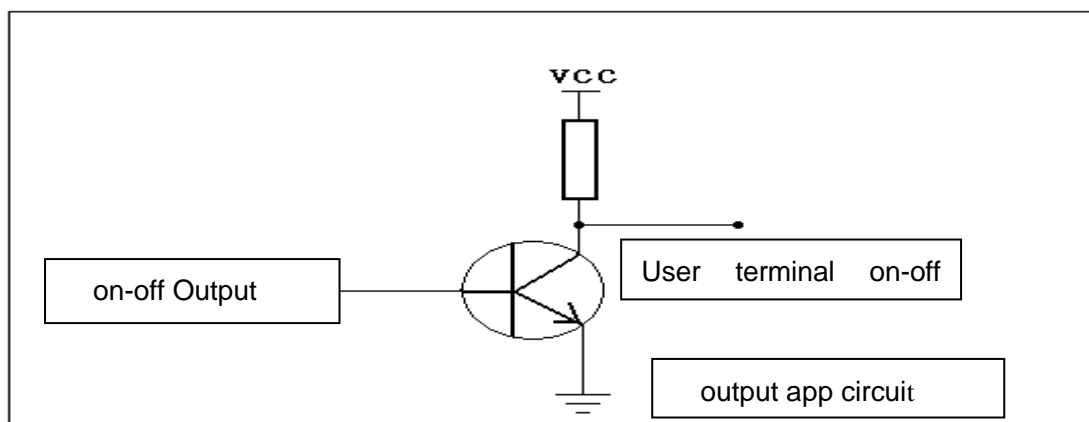 VCC
on-off Output
User terminal on-off
output app circuit